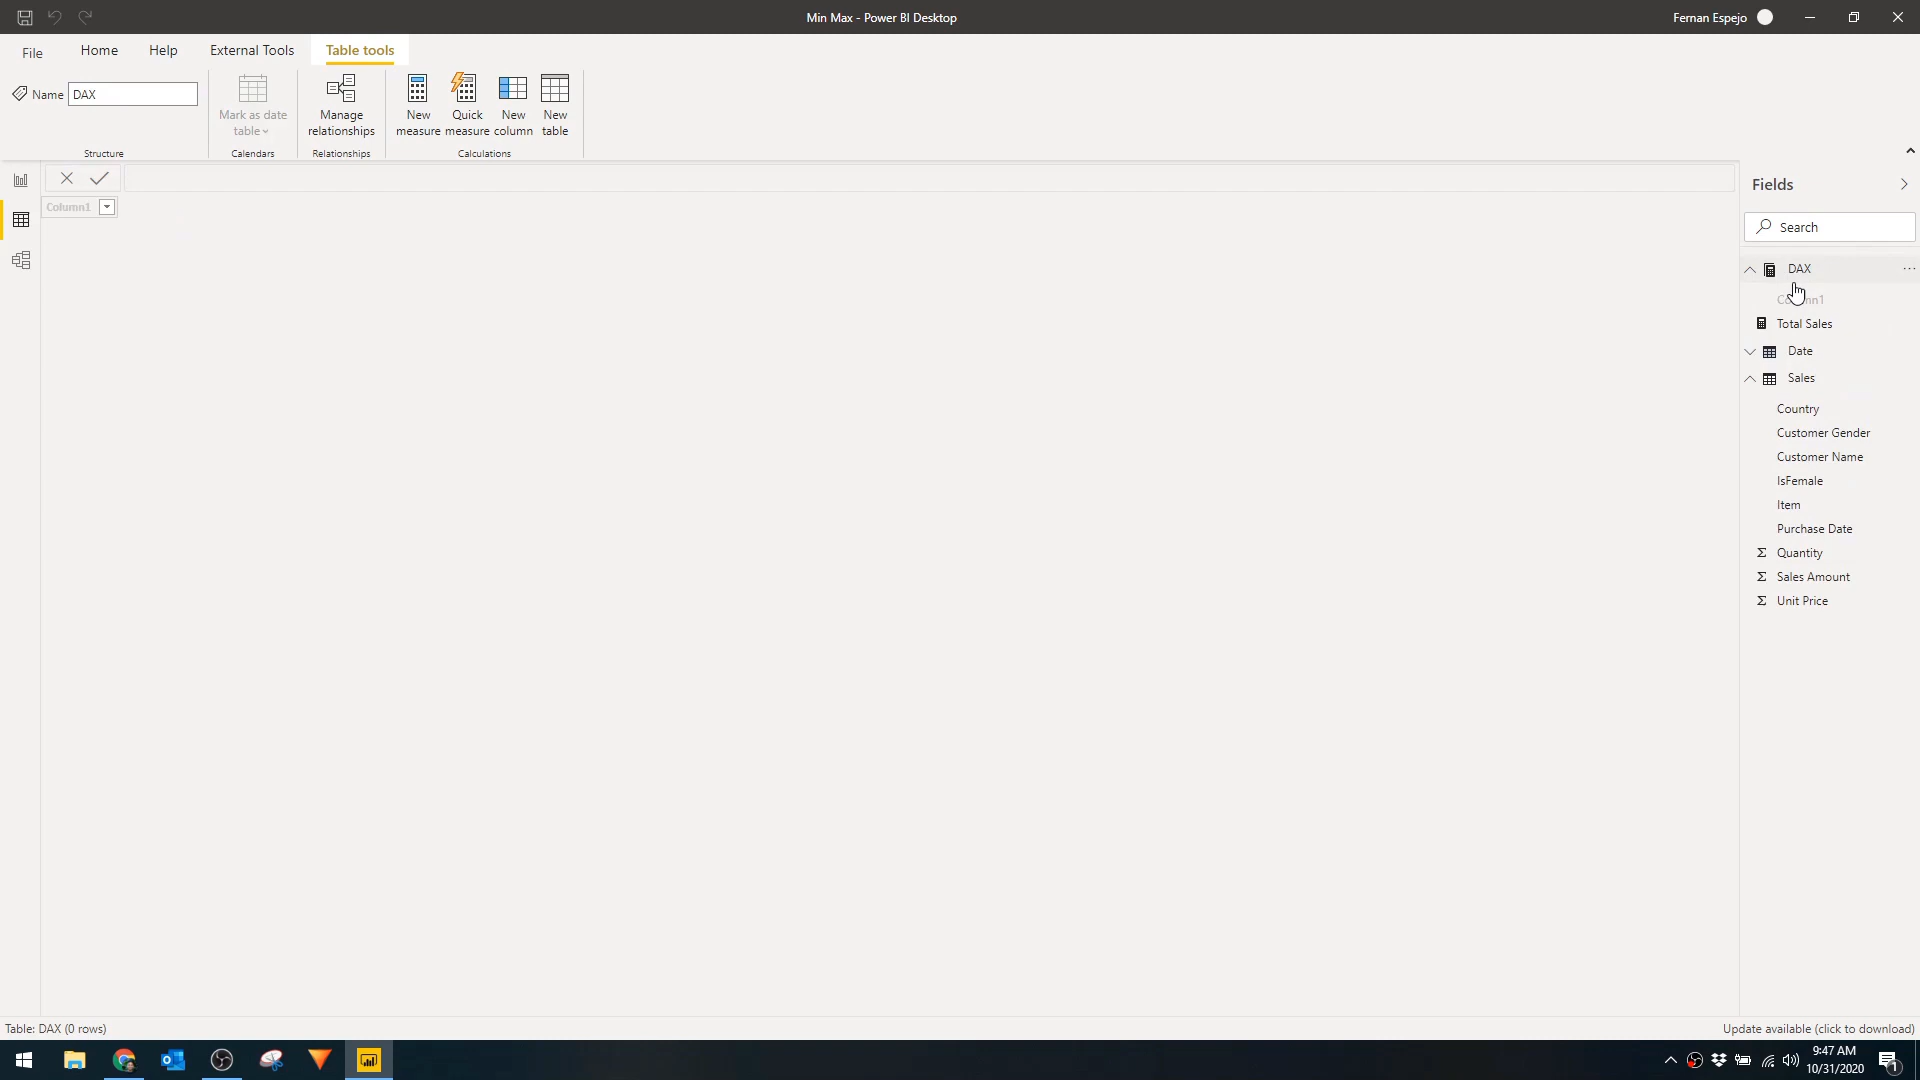 Min Max - Power BI Desktop
Fernan Espejo
File
Home
Help
External Tools
Table tools
Name
DAX
Structure
Mark as date
table
Calendars
Manage
relationships
Relationships
New
measure
Quick
measure
New
column
New
table
Calculations
Column1
Fields
Search
DAX
Total Sales
Date
Sales
Country
Customer Gender
Customer Name
IsFemale
Item
Purchase Date
Σ Quantity
Σ Sales Amount
Σ Unit Price
Table: DAX (0 rows)
Update available (click to download)
9:47 AM
10/31/2020
1